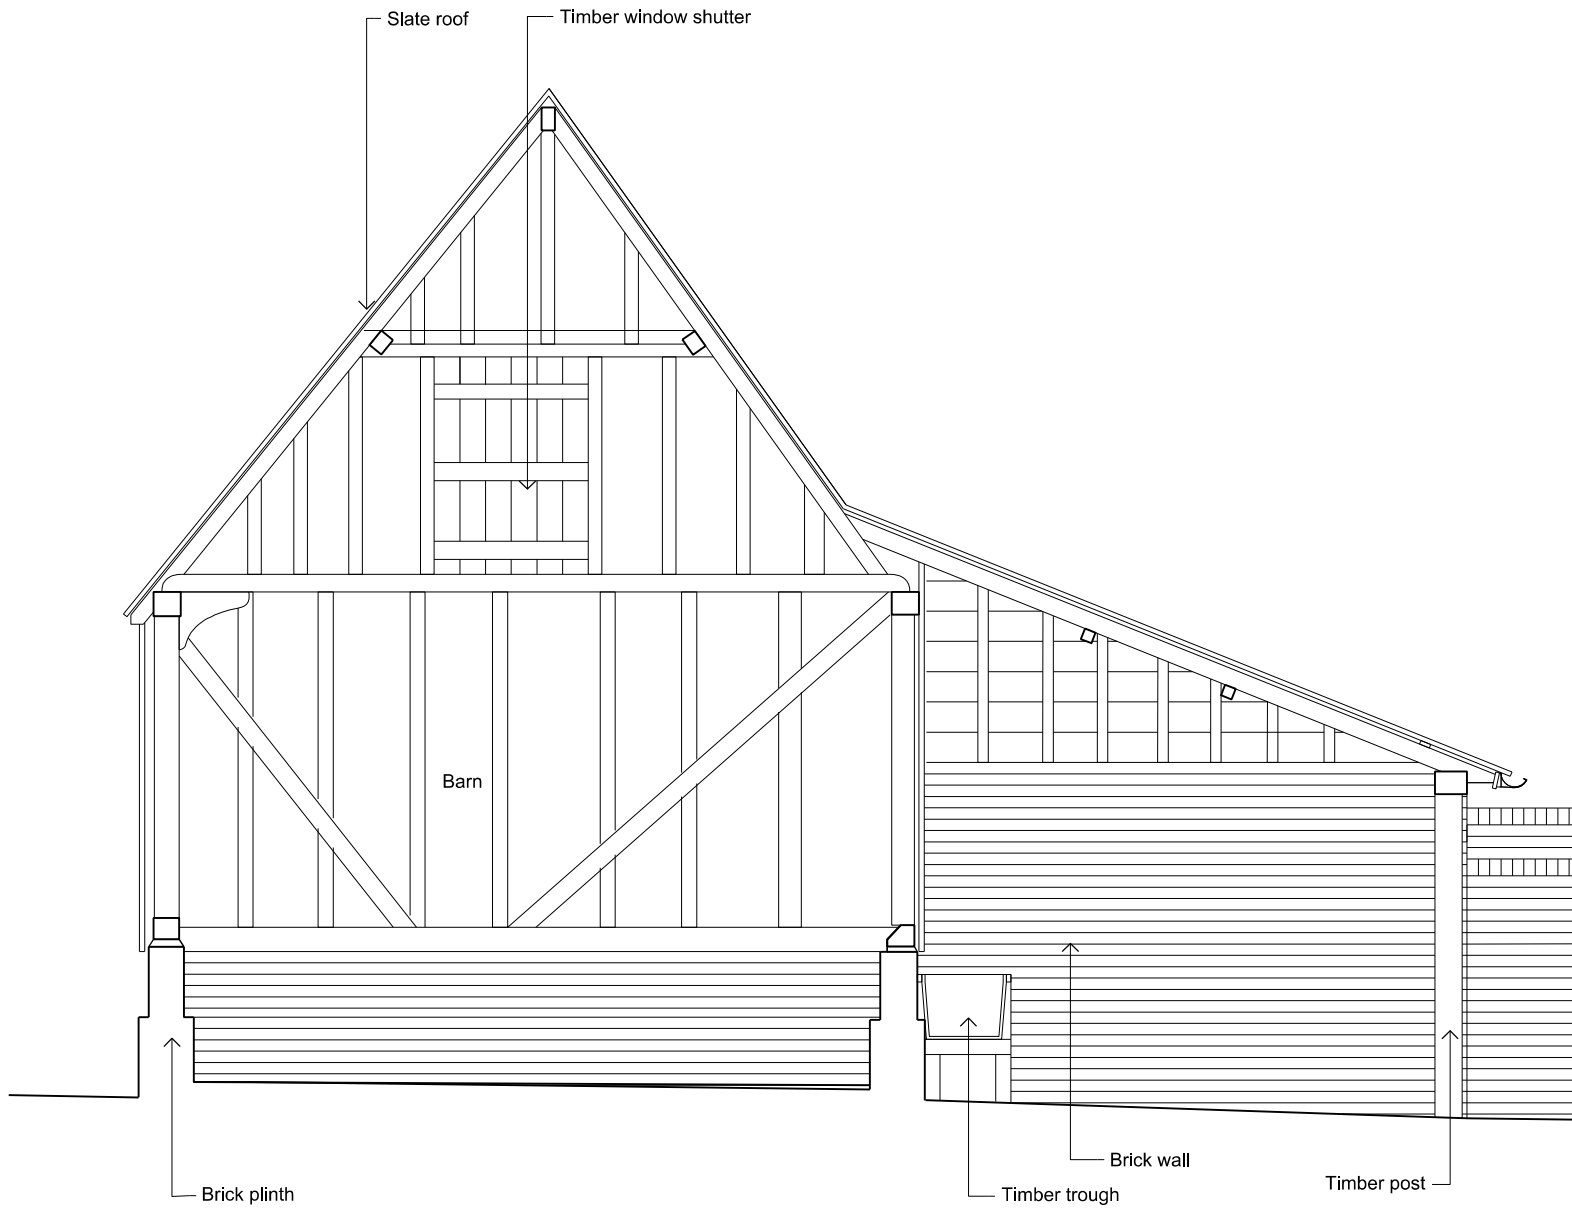 Slate roof
Timber window shutter
Barn
Brick wall
Timber post
Brick plinth
Timber trough